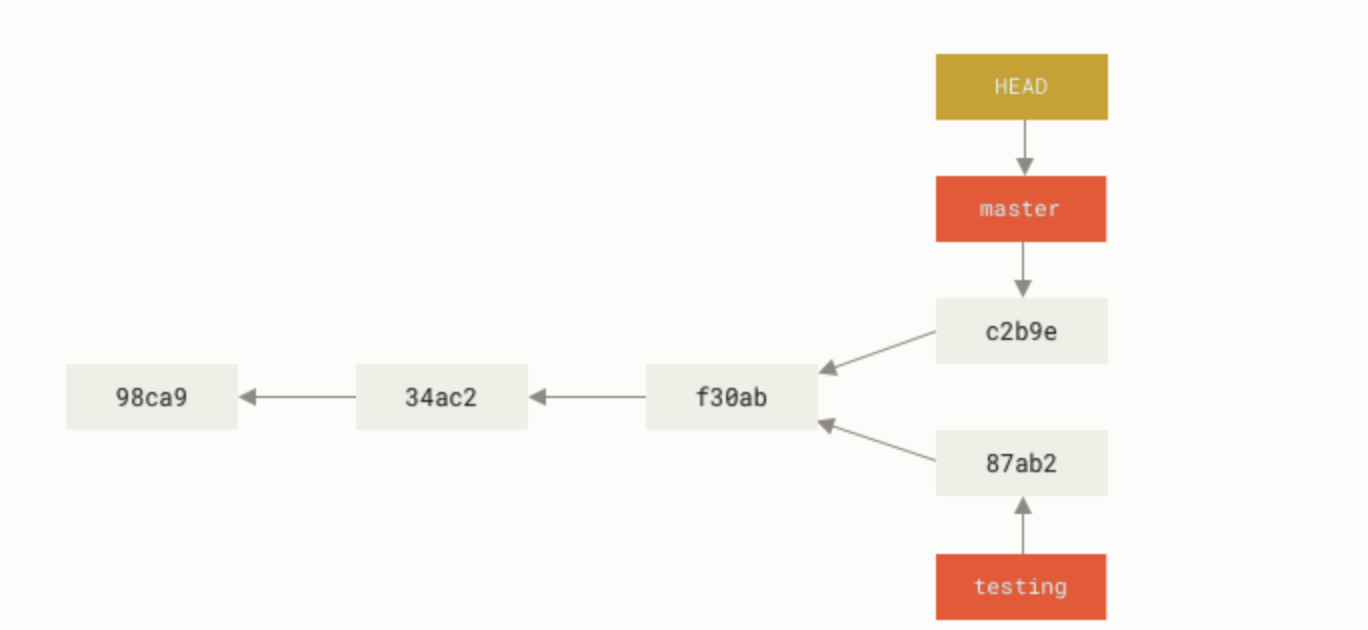 HEAD
master
c2b9e
98ca9
34ac2
f30ab
87ab2
testing